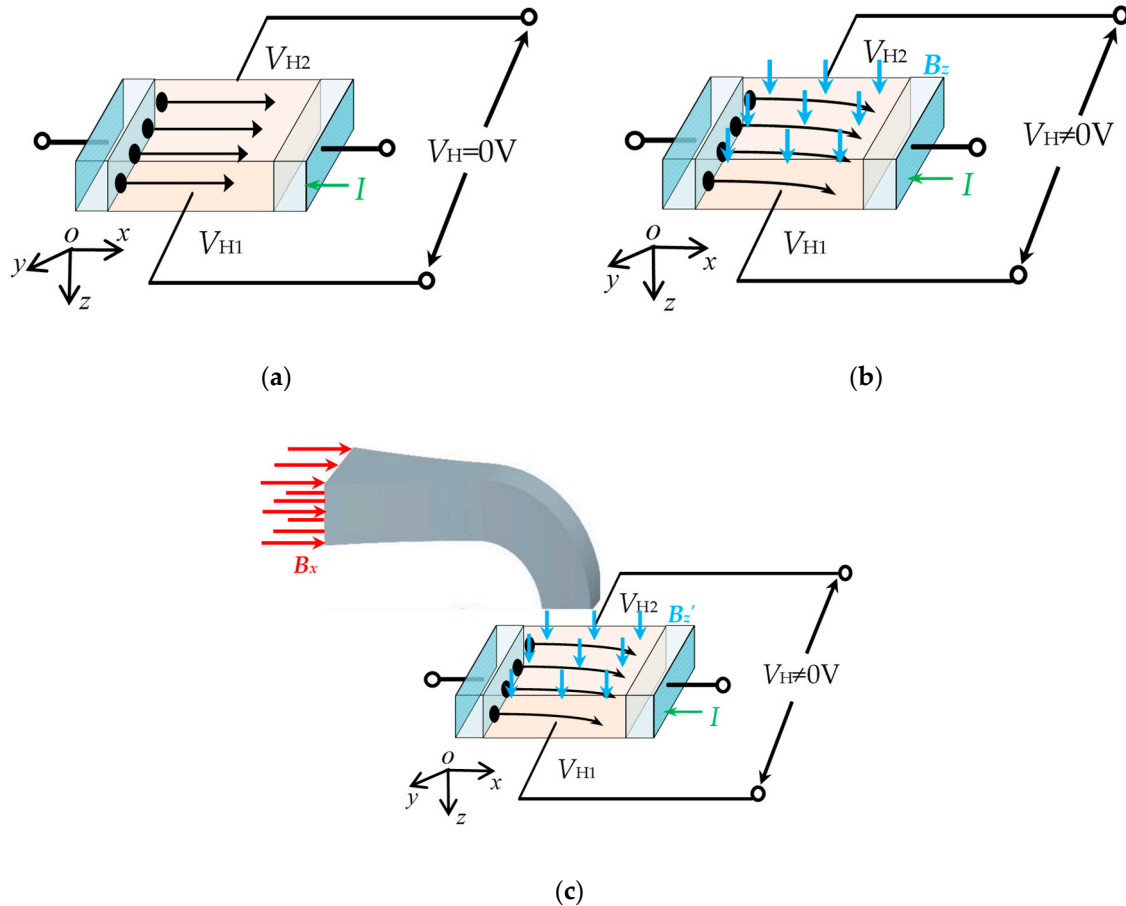 V_H2
V_H=0V
I
o
x
V_H1
y
z
(a)
V_H2
B_z
V_H≠0V
I
o
x
V_H1
y
z
(b)
B_x
V_H2
B_z′
V_H≠0V
I
o
x
V_H1
y
z
(c)